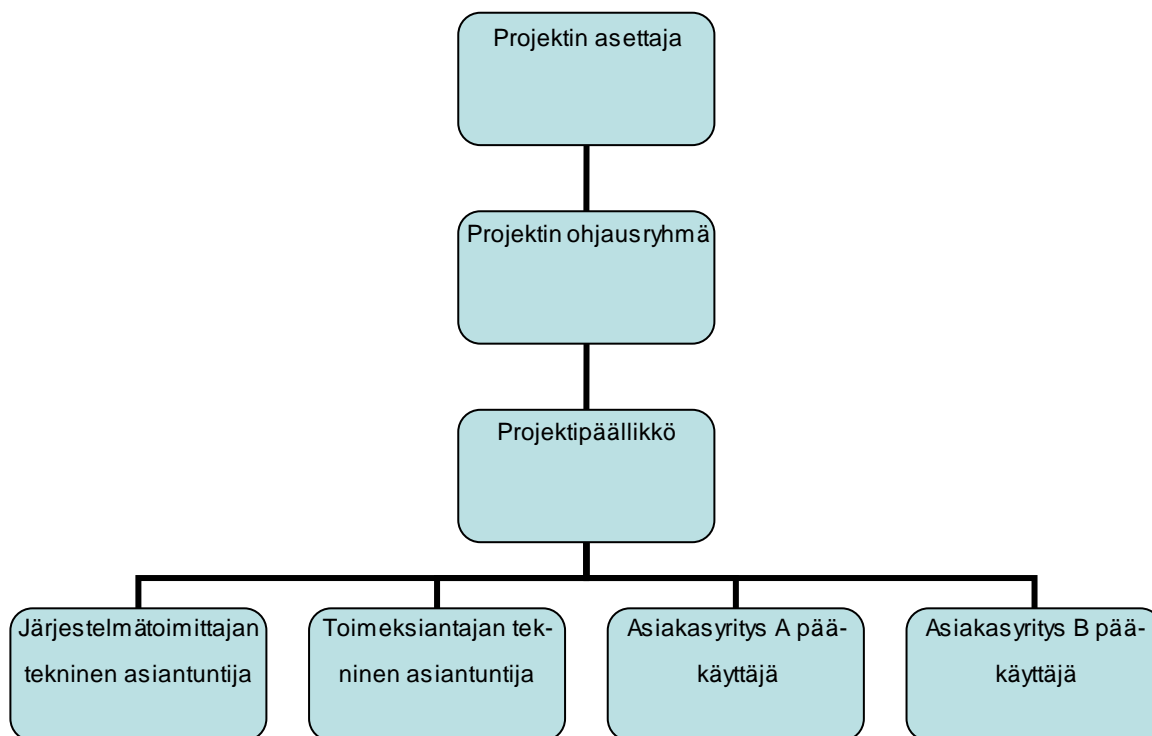 Projektin asettaja
Projektin ohjausryhmä
Projektipäällikkö
Järjestelmätoimittajan
tekninen asiantuntija
Toimeksiantajan tek-
ninen asiantuntija
Asiakasyritys A pää-
käyttäjä
Asiakasyritys B pää-
käyttäjä